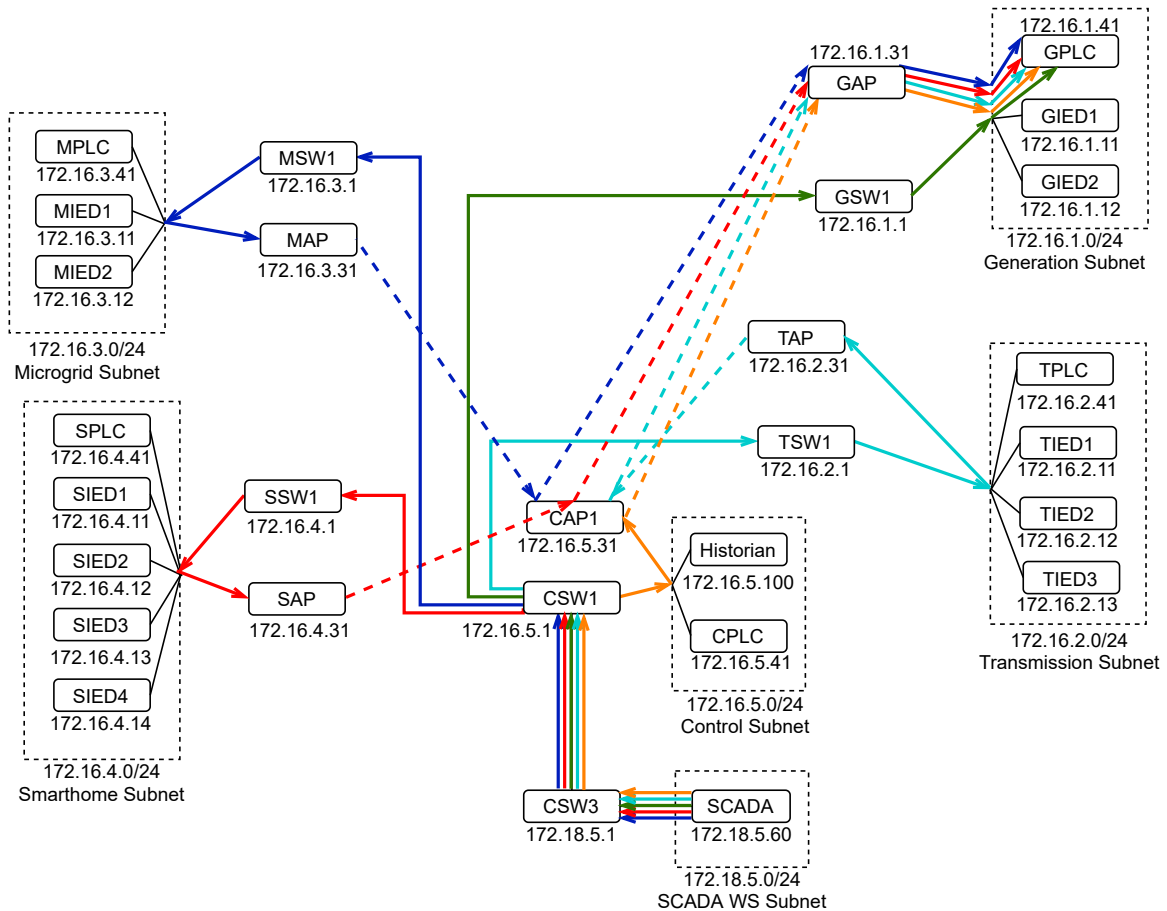 172.16.1.41
GPLC
172.16.1.31
GAP
GIED1
172.16.1.11
GIED2
172.16.1.12
172.16.1.0/24
Generation Subnet
GSW1
172.16.1.1
MPLC
172.16.3.41
MIED1
172.16.3.11
MIED2
172.16.3.12
172.16.3.0/24
Microgrid Subnet
MSW1
172.16.3.1
MAP
172.16.3.31
TAP
172.16.2.31
TSW1
172.16.2.1
TPLC
172.16.2.41
TIED1
172.16.2.11
TIED2
172.16.2.12
TIED3
172.16.2.13
172.16.2.0/24
Transmission Subnet
SPLC
172.16.4.41
SIED1
172.16.4.11
SIED2
172.16.4.12
SIED3
172.16.4.13
SIED4
172.16.4.14
172.16.4.0/24
Smarthome Subnet
SSW1
172.16.4.1
SAP
172.16.4.31
CAP1
172.16.5.31
CSW1
172.16.5.1
Historian
172.16.5.100
CPLC
172.16.5.41
172.16.5.0/24
Control Subnet
CSW3
172.18.5.1
SCADA
172.18.5.60
172.18.5.0/24
SCADA WS Subnet